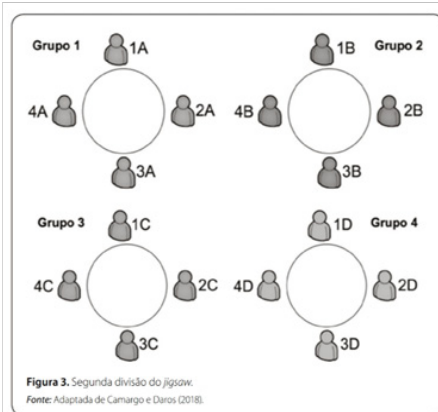 Grupo 1
1A
4A
2A
3A
1B
Grupo 2
4B
2B
3B
Grupo 3
1C
4C
2C
3C
1D
Grupo 4
4D
2D
3D
Figura 3. Segunda divisão do jigsaw.
Fonte: Adaptada de Camargo e Daros (2018).